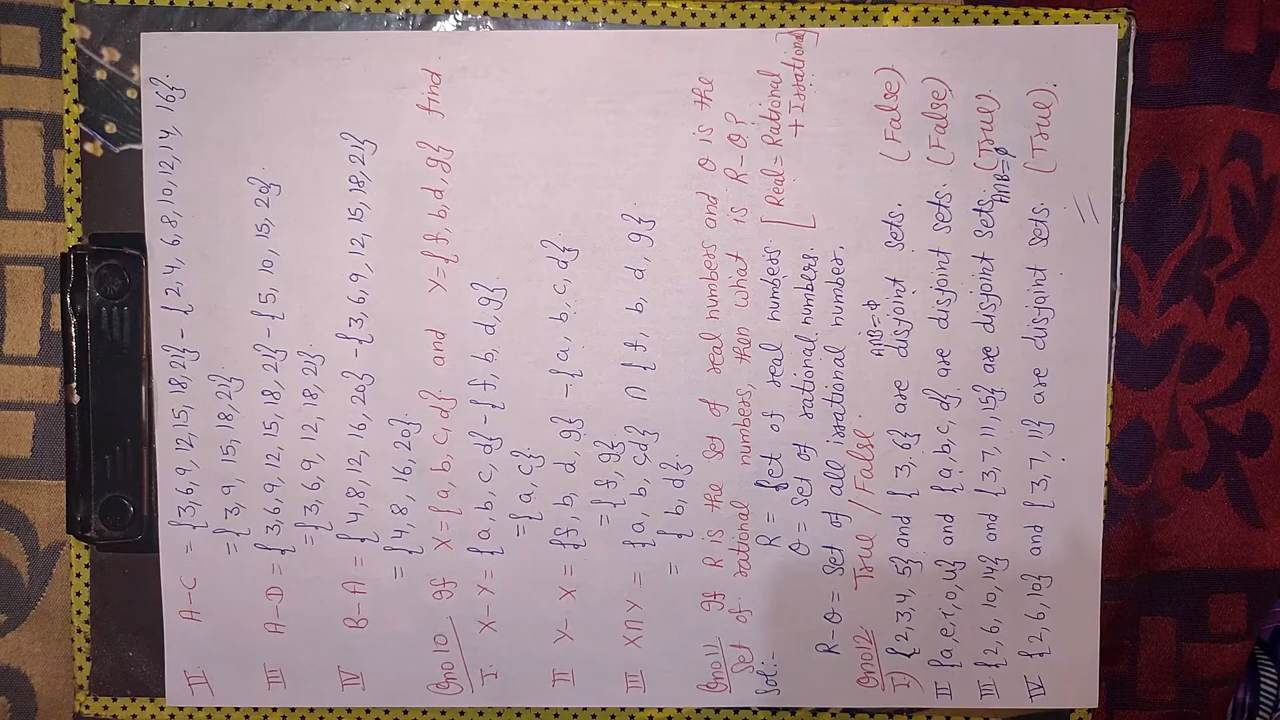 II. A-C = {3,6,9,12,15,18,21} - {2,4,6,8,10,12,14,16}.
= {3,9,15,18,21}.
III A-D = {3,6,9,12,15,18,21} - {5,10,15,20}.
= {3,6,9,12,18,21}.
IV B-A = {4,8,12,16,20} - {3,6,9,12,15,18,21}
= {4,8,16,20}.
Qno10 If X={a,b,c,d} and Y={f,b,d,g} find.
I. X-Y = {a,b,c,d} - {f,b,d,g}
= {a,c}.
II Y-X = {f,b,d,g} - {a,b,c,d}.
= {f,g}.
III X∩Y = {a,b,cd} ∩ {f,b,d,g}.
= {b,d}.
Qno11 If R is the set of real numbers and Q is the
Set of rational numbers, than what is R-Q?
Sol:- R = Set of real numbers. [Real = Rational
Q = Set of rational numbers. + Irrational]
R-Q = Set of all irrational number.
Qno12. True / False.
A∩B=ϕ
I) {2,3,4,5} and {3,6} are disjoint sets. (False).
II {a,e,i,o,u} and {a,b,c,d} are disjoint sets. (False)
III {2,6,10,14} and {3,7,11,15} are disjoint sets. (True).
A∩B=ϕ
IV {2,6,10} and {3,7,11} are disjoint sets. (True).